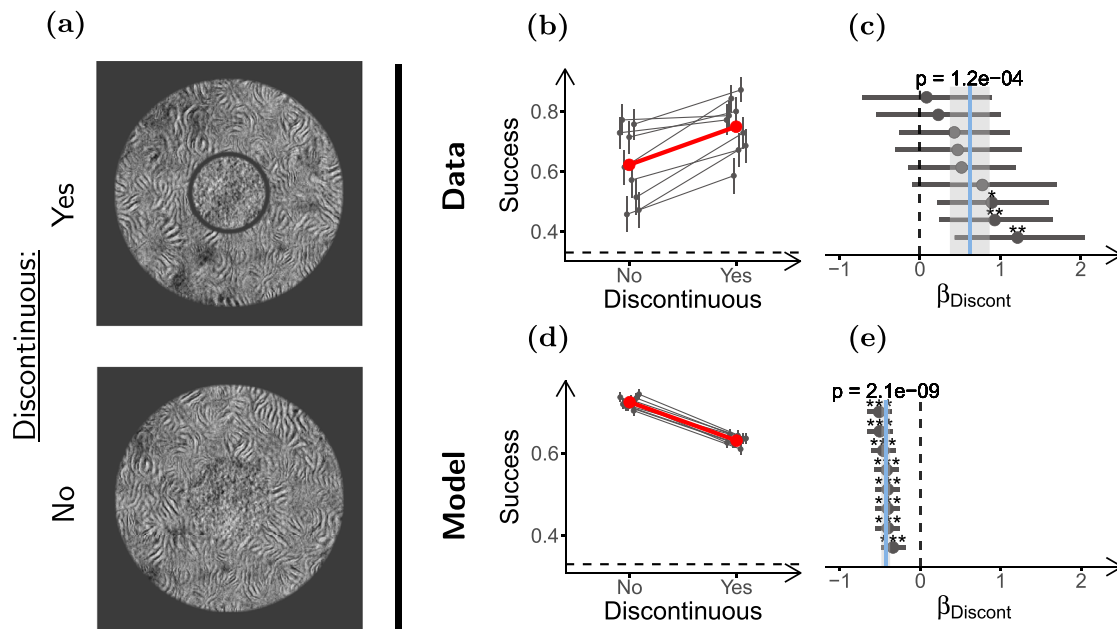 (a)
Discontinuous:
Yes
No
(b)
Data
Success
0.8
0.6
0.4
No
Yes
Discontinuous
(c)
p = 1.2e−04
*
**
**
−1
0
1
2
βDiscont
(d)
Model
Success
0.6
0.4
No
Yes
Discontinuous
(e)
p = 2.1e−09
***
***
***
***
***
***
***
***
−1
0
1
2
βDiscont